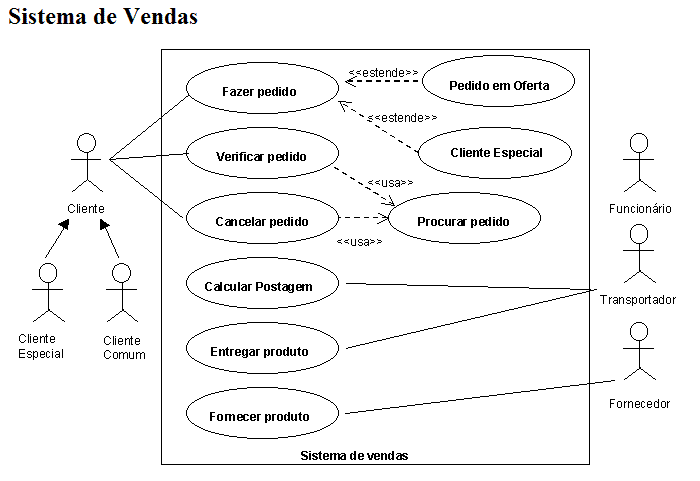 Sistema de Vendas
Fazer pedido
<<estende>>
Pedido em Oferta
<<estende>>
Verificar pedido
Cliente Especial
Cliente
<<usa>>
Funcionário
Cancelar pedido
Procurar pedido
<<usa>>
Calcular Postagem
Transportador
Cliente
Especial
Cliente
Comum
Entregar produto
Fornecer produto
Fornecedor
Sistema de vendas